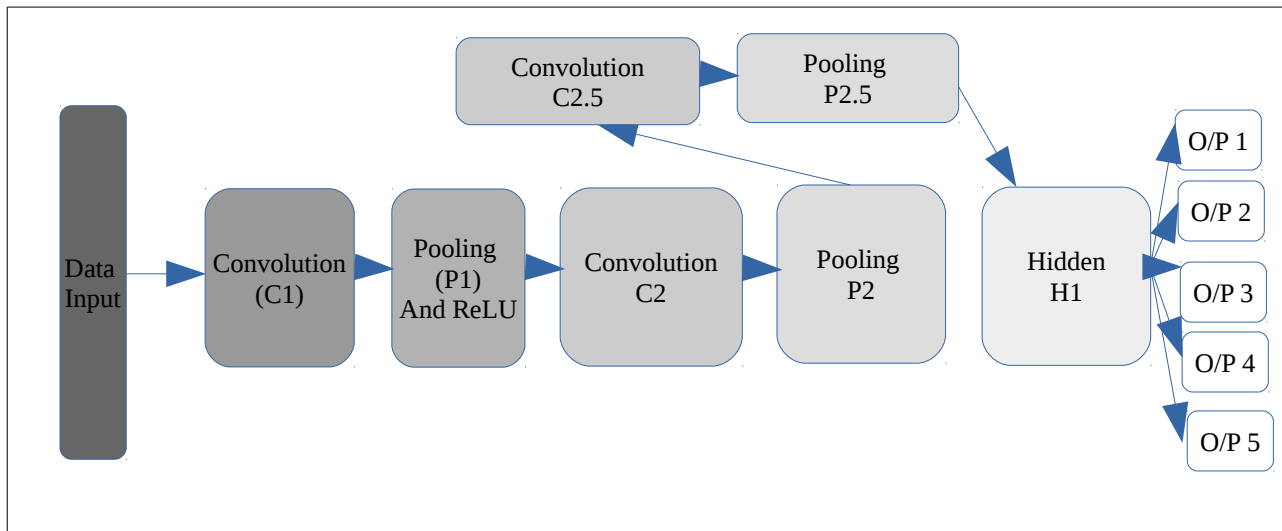 Data
Input
Convolution
(C1)
Pooling
(P1)
And ReLU
Convolution
C2
Pooling
P2
Convolution
C2.5
Pooling
P2.5
Hidden
H1
O/P 1
O/P 2
O/P 3
O/P 4
O/P 5